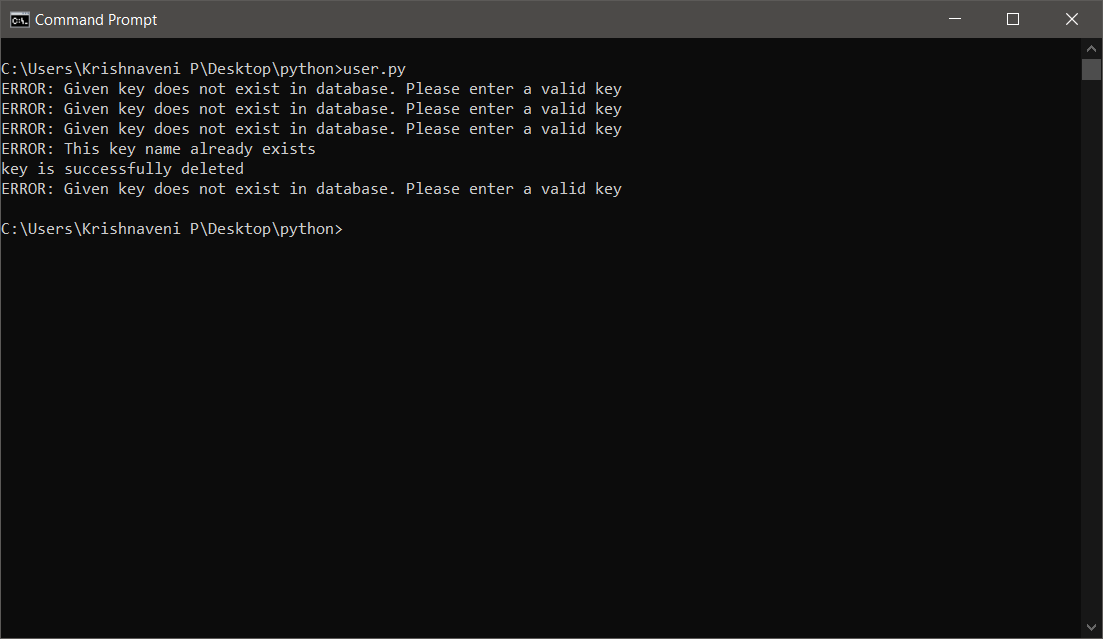 Command Prompt
C:\Users\Krishnaveni P\Desktop\python>user.py
ERROR: Given key does not exist in database. Please enter a valid key
ERROR: Given key does not exist in database. Please enter a valid key
ERROR: Given key does not exist in database. Please enter a valid key
ERROR: This key name already exists
key is successfully deleted
ERROR: Given key does not exist in database. Please enter a valid key
C:\Users\Krishnaveni P\Desktop\python>